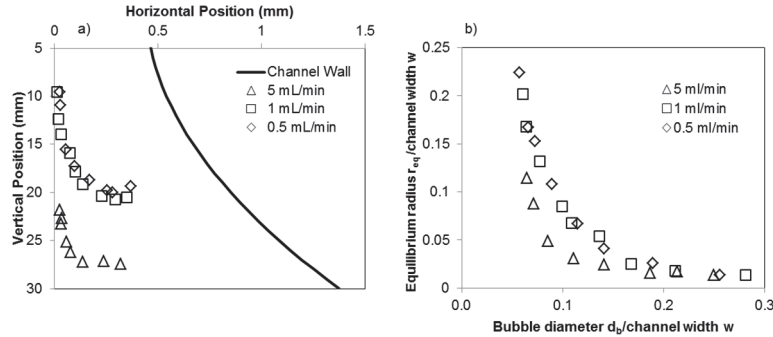 Horizontal Position (mm)
0 a) 0.5 1 1.5
5
10
15
20
25
30
Vertical Position (mm)
Channel Wall
5 mL/min
1 mL/min
0.5 mL/min
b)
0.25
0.2
0.15
0.1
0.05
0
Equilibrium radius req/channel width w
5 ml/min
1 ml/min
0.5 ml/min
0.0 0.1 0.2 0.3
Bubble diameter db/channel width w